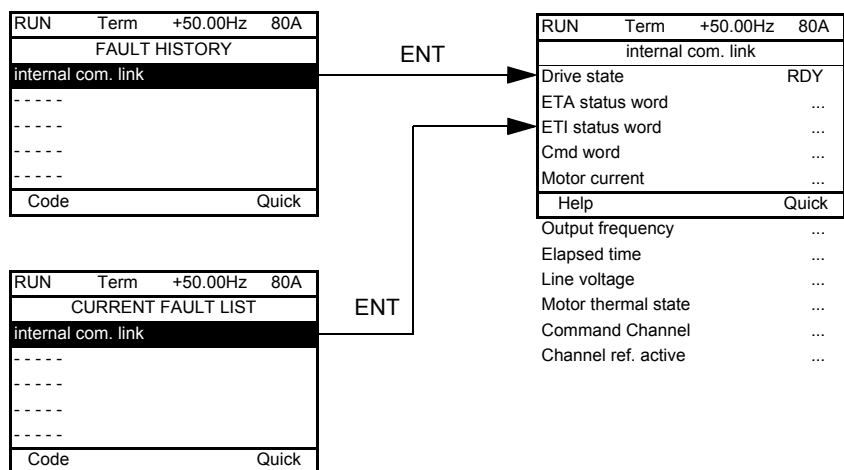 RUN Term +50.00Hz 80A
FAULT HISTORY
internal com. link
- - - - -
- - - - -
- - - - -
- - - - -
Code Quick
ENT
RUN Term +50.00Hz 80A
CURRENT FAULT LIST
internal com. link
- - - - -
- - - - -
- - - - -
- - - - -
Code Quick
ENT
RUN Term +50.00Hz 80A
internal com. link
Drive state RDY
ETA status word ...
ETI status word ...
Cmd word ...
Motor current ...
Help Quick
Output frequency ...
Elapsed time ...
Line voltage ...
Motor thermal state ...
Command Channel ...
Channel ref. active ...